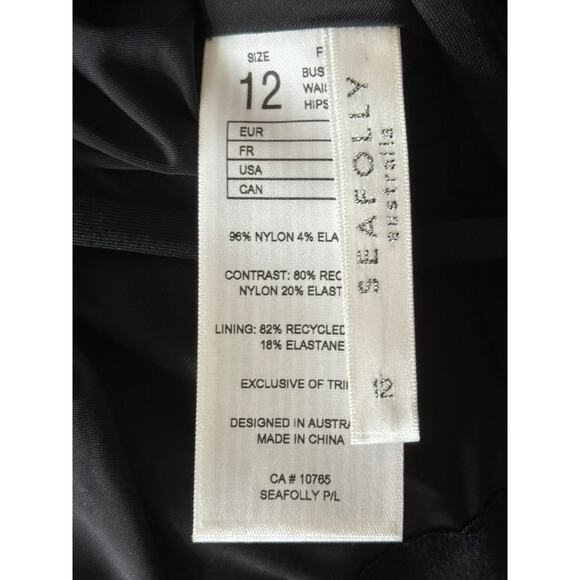 SIZE F
12
BUS
WAI
HIPS
EUR
FR
USA
CAN
96% NYLON 4% ELA
CONTRAST: 80% REC
NYLON 20% ELAST
LINING: 82% RECYCLED
18% ELASTANE
EXCLUSIVE OF TRI
DESIGNED IN AUSTRA
MADE IN CHINA
CA # 10765
SEAFOLLY P/L
SEAFOLLY
australia
12